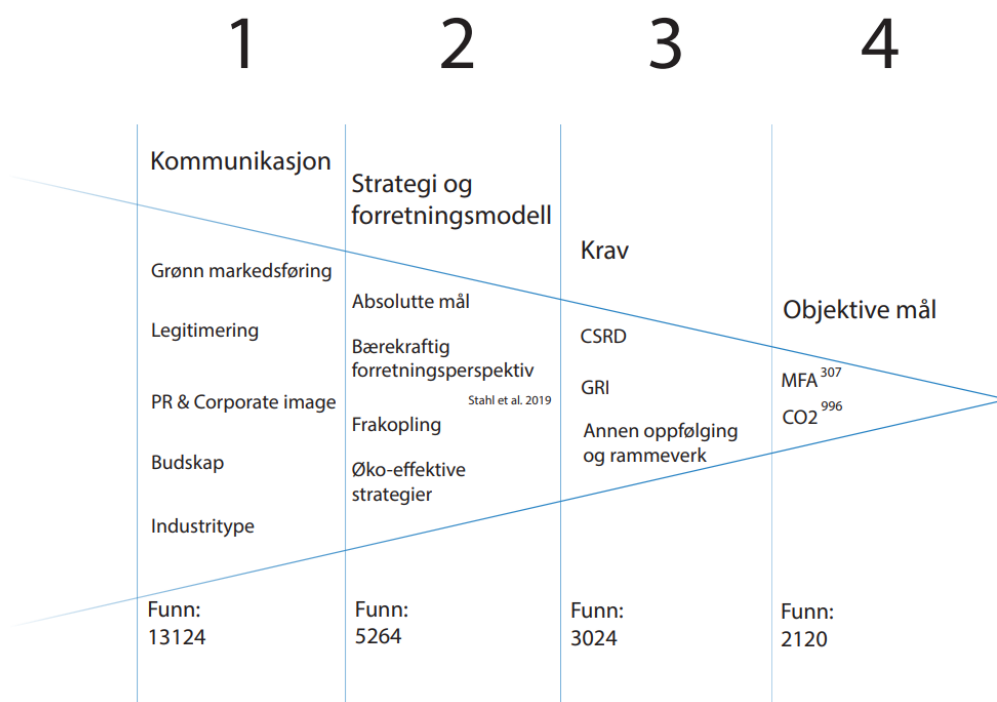 1
2
3
4
Kommunikasjon
Grønn markedsføring
Legitimering
PR & Corporate image
Budskap
Industritype
Funn:
13124
Strategi og
forretningsmodell
Absolutte mål
Bærekraftig
forretningsperspektiv
Stahl et al. 2019
Frakopling
Øko-effektive
strategier
Funn:
5264
Krav
CSRD
GRI
Annen oppfølging
og rammeverk
Funn:
3024
Objektive mål
MFA 307
CO2 996
Funn:
2120